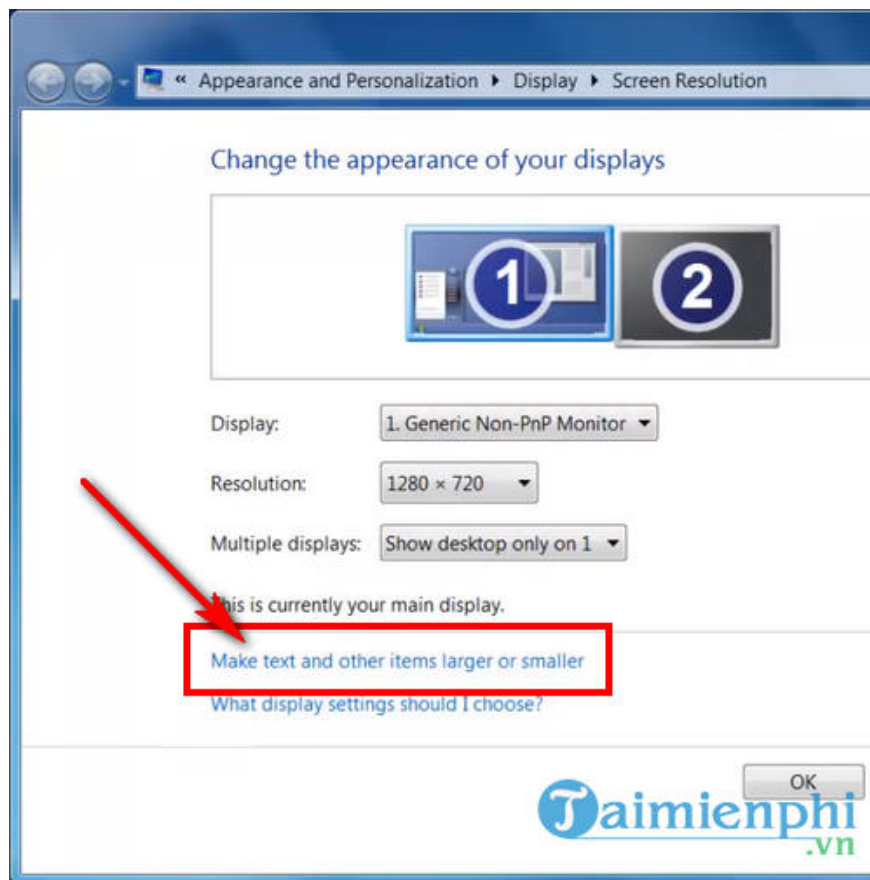 « Appearance and Personalization ▸ Display ▸ Screen Resolution
Change the appearance of your displays
1 2
Display: 1. Generic Non-PnP Monitor
Resolution: 1280 × 720
Multiple displays: Show desktop only on 1
This is currently your main display.
Make text and other items larger or smaller
What display settings should I choose?
OK
Taimienphi
.vn